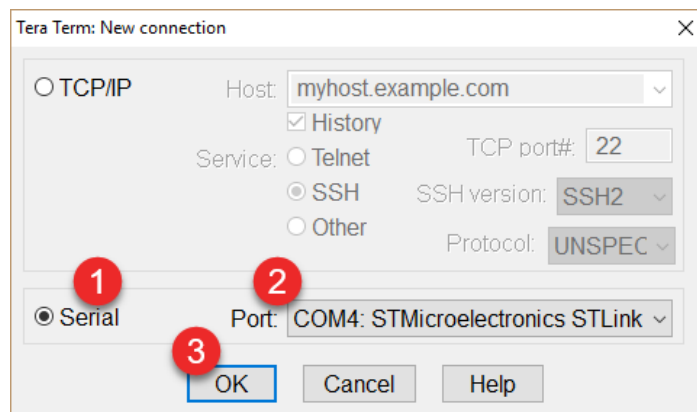 Tera Term: New connection
TCP/IP
Host: myhost.example.com
History
Service: Telnet
TCP port#: 22
SSH
SSH version: SSH2
Other
Protocol: UNSPEC
1
2
Serial
Port: COM4: STMicroelectronics STLink
3
OK
Cancel
Help